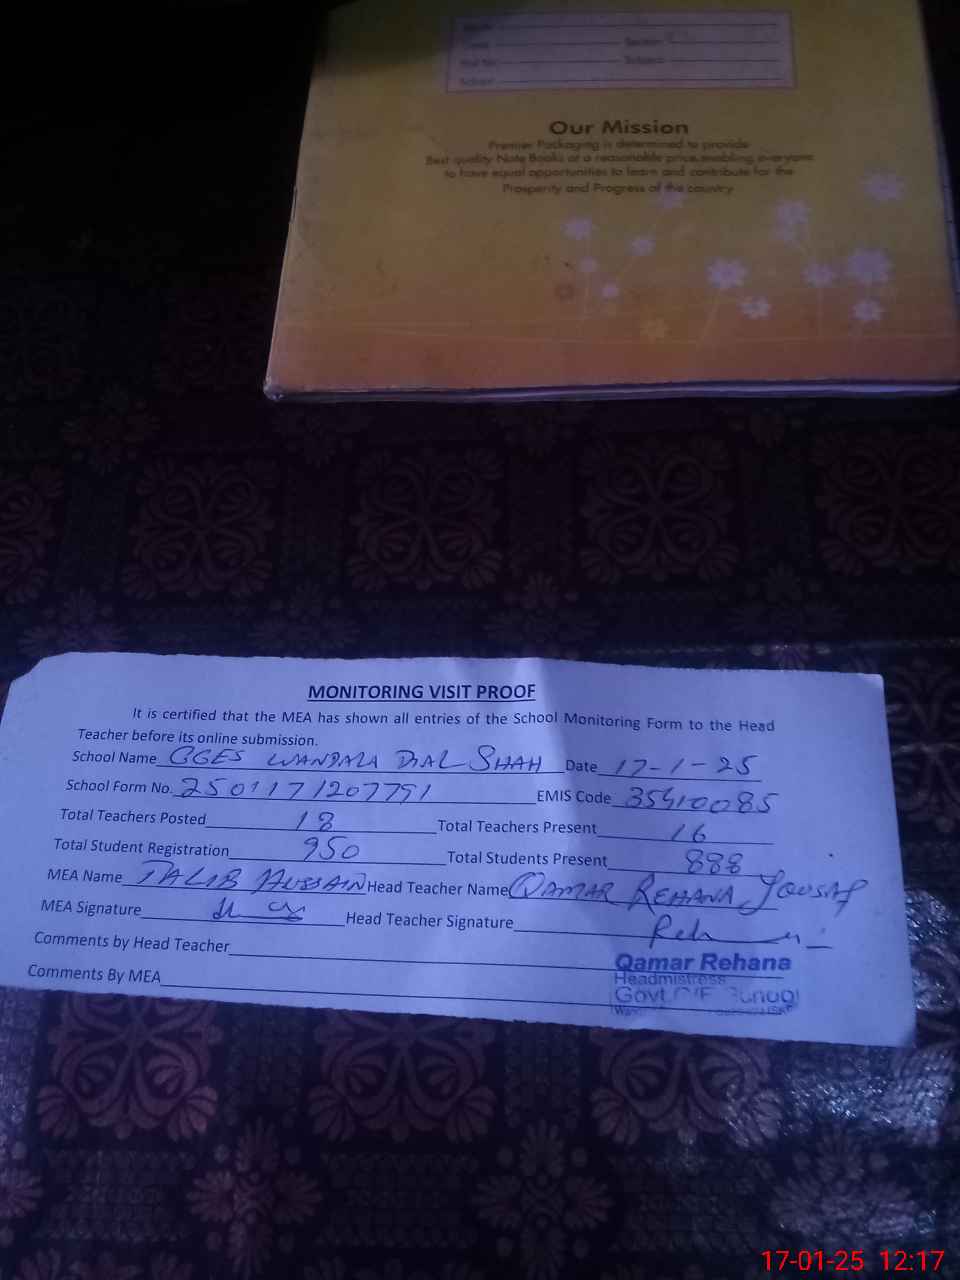 Our Mission
Premier Packaging is determined to provide
Best quality Note Books at a reasonable price, enabling everyone
to have equal opportunities to learn and contribute for the
Prosperity and Progress of the country
MONITORING VISIT PROOF
It is certified that the MEA has shown all entries of the School Monitoring Form to the Head
Teacher before its online submission.
School Name GGES WANDALA DIAL SHAH Date 17-1-25
School Form No. 2501171207791 EMIS Code 35410085
Total Teachers Posted 18 Total Teachers Present 16
Total Student Registration 950 Total Students Present 888
MEA Name TALIB HUSSAIN Head Teacher Name QAMAR REHANA YOUSAF
MEA Signature Head Teacher Signature
Comments by Head Teacher
Comments By MEA
Qamar Rehana
Headmistress
Govt. School
17-01-25 12:17